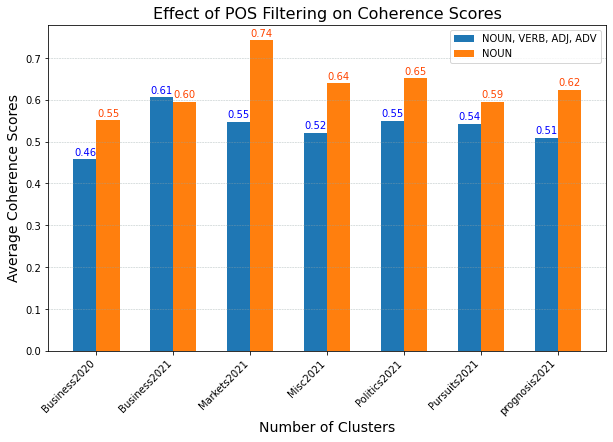 Effect of POS Filtering on Coherence Scores
NOUN, VERB, ADJ, ADV
NOUN
Average Coherence Scores
0.7
0.6
0.5
0.4
0.3
0.2
0.1
0.0
0.46
0.55
0.61
0.60
0.55
0.74
0.52
0.64
0.55
0.65
0.54
0.59
0.51
0.62
Business2020
Business2021
Markets2021
Misc2021
Politics2021
Pursuits2021
prognosis2021
Number of Clusters